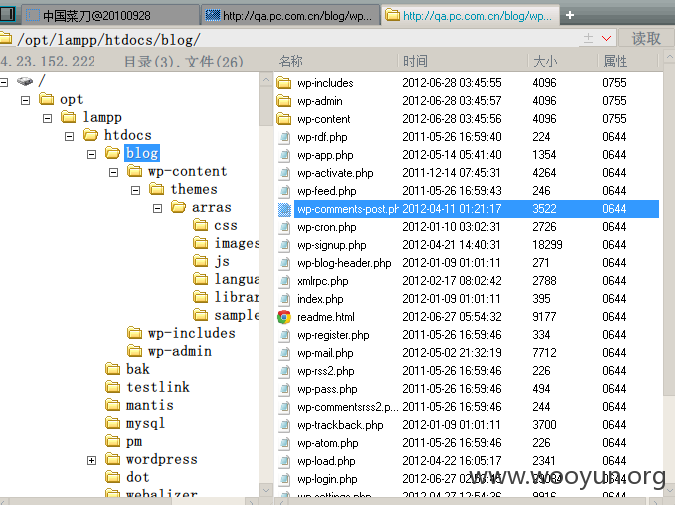 中国菜刀@20100928 http://qa.pc.com.cn/blog/wp... http://qa.pc.com.cn/blog/wp...
/opt/lampp/htdocs/blog/ 读取
4.23.152.222 目录(3).文件(26) 名称 时间 大小 属性
/
opt
lampp
htdocs
blog
wp-content
themes
arras
css
images
js
langua
librar
sample
wp-includes
wp-admin
bak
testlink
mantis
mysql
pm
wordpress
dot
webalizer
wp-includes 2012-06-28 03:45:55 4096 0755
wp-admin 2012-06-28 03:45:57 4096 0755
wp-content 2012-06-28 03:45:56 4096 0755
wp-rdf.php 2011-05-26 16:59:40 224 0644
wp-app.php 2012-05-14 05:41:40 1354 0644
wp-activate.php 2011-12-14 07:45:31 4264 0644
wp-feed.php 2011-05-26 16:59:43 246 0644
wp-comments-post.ph 2012-04-11 01:21:17 3522 0644
wp-cron.php 2012-01-10 03:02:31 2726 0644
wp-signup.php 2012-04-21 14:40:31 18299 0644
wp-blog-header.php 2012-01-09 01:01:11 271 0644
xmlrpc.php 2012-02-17 08:02:42 2788 0644
index.php 2012-01-09 01:01:11 395 0644
readme.html 2012-06-27 05:54:32 9177 0644
wp-register.php 2011-05-26 16:59:46 334 0644
wp-mail.php 2012-05-02 21:32:19 7712 0644
wp-rss2.php 2011-05-26 16:59:46 226 0644
wp-pass.php 2011-05-26 16:59:46 494 0644
wp-commentsrss2.p... 2011-05-26 16:59:46 244 0644
wp-trackback.php 2012-01-09 01:01:11 3700 0644
wp-atom.php 2011-05-26 16:59:46 226 0644
wp-load.php 2012-04-22 16:05:17 2341 0644
wp-login.php 0644
wp-settings.php 2012-04-27 12:54:36 9916 0644
www.wooyun.org